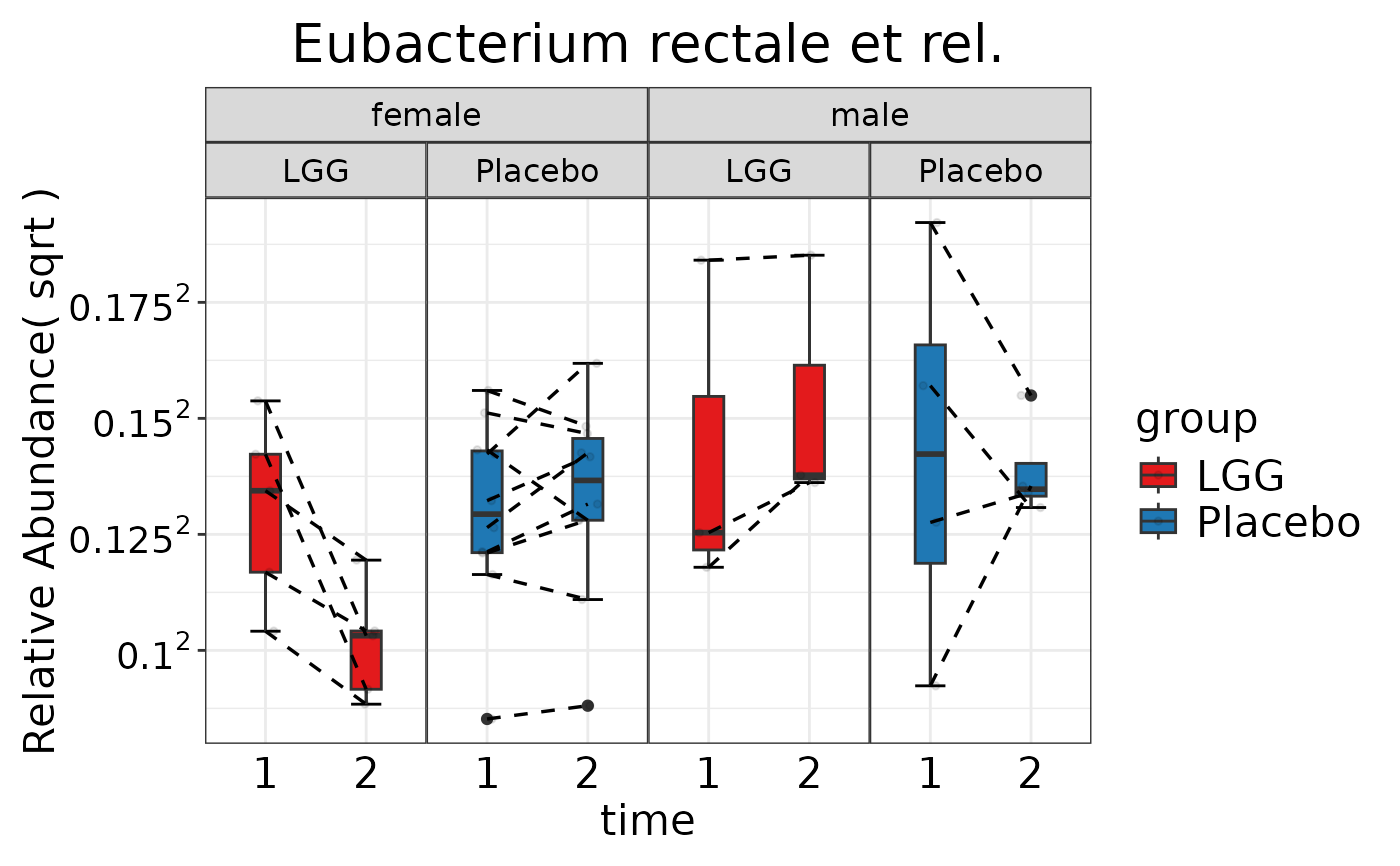 Eubacterium rectale et rel.
female male
LGG Placebo LGG Placebo
Relative Abundance( sqrt )
0.175²
0.15²
0.125²
0.1²
1 2 1 2 1 2 1 2
time
group
LGG
Placebo